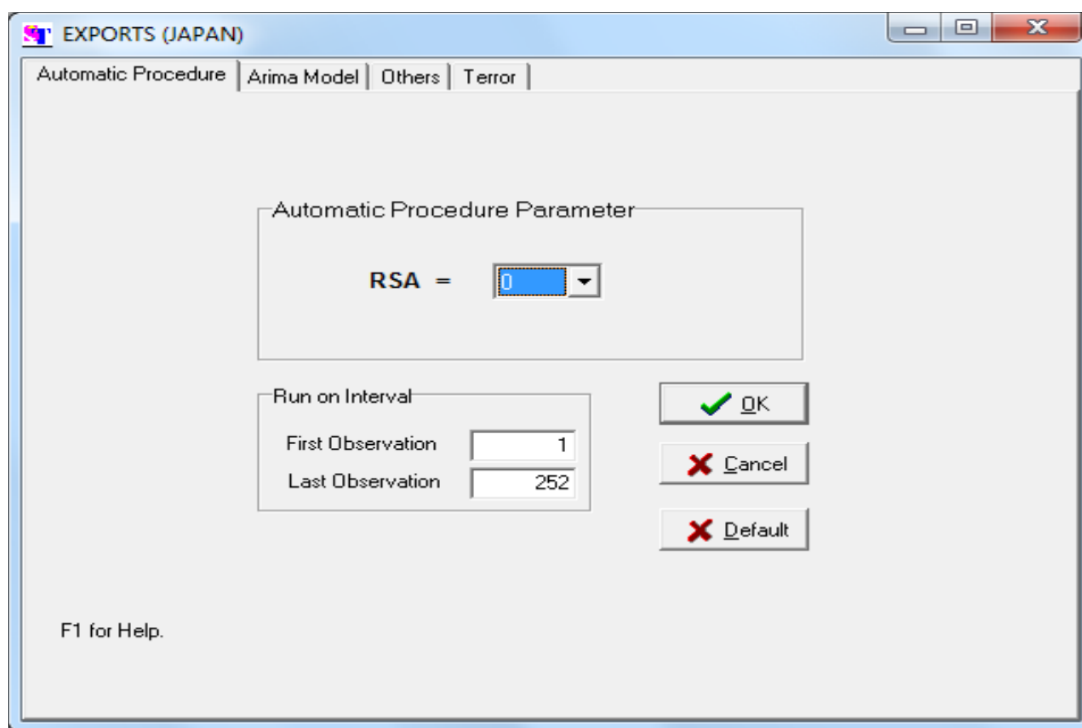 EXPORTS (JAPAN)
Automatic Procedure Arima Model Others Terror
Automatic Procedure Parameter
RSA = 0
Run on Interval
First Observation 1
Last Observation 252
OK
Cancel
Default
F1 for Help.